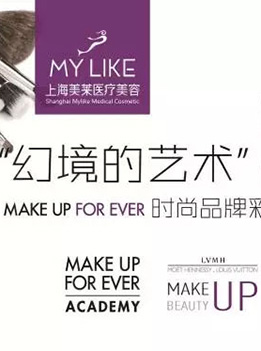 MY LIKE
上海美莱医疗美容
Shanghai Mylike Medical Cosmetic
“幻境的艺术”
MAKE UP FOR EVER 时尚品牌彩
MAKE UP
FOR EVER
ACADEMY
LVMH
MOËT HENNESSY . LOUIS VUITTON
MAKE UP
BEAUTY